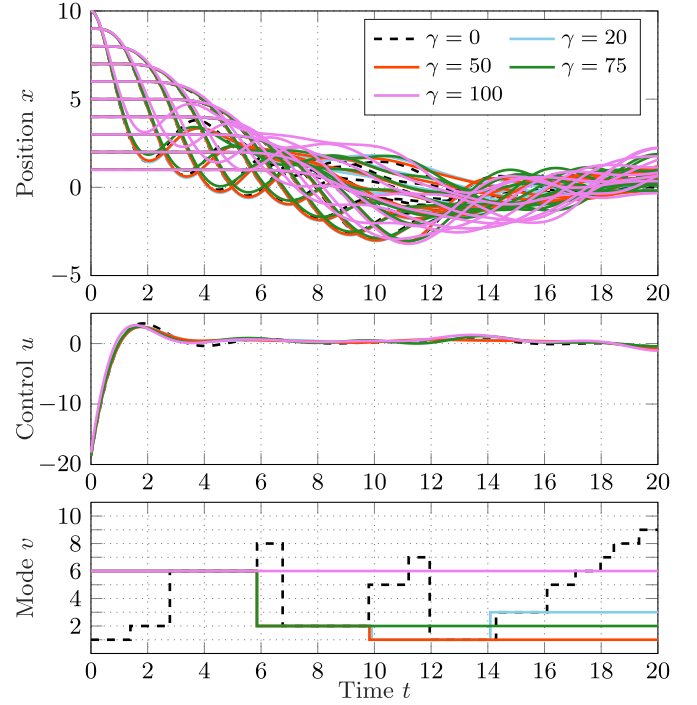 10
5
0
−5
Position x
γ = 0
γ = 20
γ = 50
γ = 75
γ = 100
0 2 4 6 8 10 12 14 16 18 20
0
−10
−20
Control u
0 2 4 6 8 10 12 14 16 18 20
10
8
6
4
2
Mode v
0 2 4 6 8 10 12 14 16 18 20
Time t